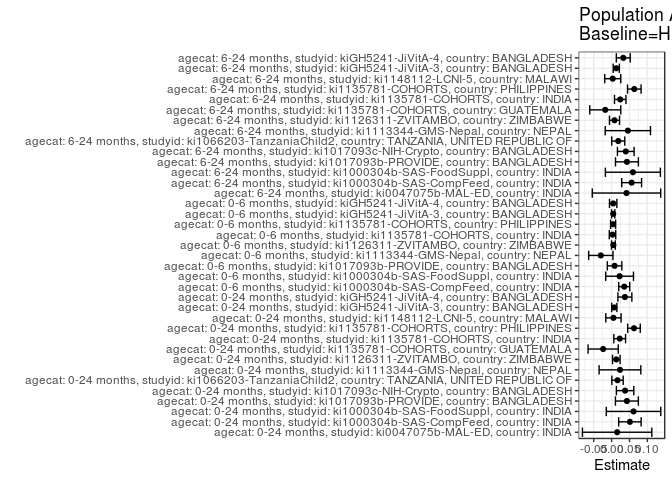 Population A
Baseline=H
agecat: 6-24 months, studyid: kiGH5241-JiVitA-4, country: BANGLADESH
agecat: 6-24 months, studyid: kiGH5241-JiVitA-3, country: BANGLADESH
agecat: 6-24 months, studyid: ki1148112-LCNI-5, country: MALAWI
agecat: 6-24 months, studyid: ki1135781-COHORTS, country: PHILIPPINES
agecat: 6-24 months, studyid: ki1135781-COHORTS, country: INDIA
agecat: 6-24 months, studyid: ki1135781-COHORTS, country: GUATEMALA
agecat: 6-24 months, studyid: ki1126311-ZVITAMBO, country: ZIMBABWE
agecat: 6-24 months, studyid: ki1113344-GMS-Nepal, country: NEPAL
agecat: 6-24 months, studyid: ki1066203-TanzaniaChild2, country: TANZANIA, UNITED REPUBLIC OF
agecat: 6-24 months, studyid: ki1017093c-NIH-Crypto, country: BANGLADESH
agecat: 6-24 months, studyid: ki1017093b-PROVIDE, country: BANGLADESH
agecat: 6-24 months, studyid: ki1000304b-SAS-FoodSuppl, country: INDIA
agecat: 6-24 months, studyid: ki1000304b-SAS-CompFeed, country: INDIA
agecat: 6-24 months, studyid: ki0047075b-MAL-ED, country: INDIA
agecat: 0-6 months, studyid: kiGH5241-JiVitA-4, country: BANGLADESH
agecat: 0-6 months, studyid: kiGH5241-JiVitA-3, country: BANGLADESH
agecat: 0-6 months, studyid: ki1135781-COHORTS, country: PHILIPPINES
agecat: 0-6 months, studyid: ki1135781-COHORTS, country: INDIA
agecat: 0-6 months, studyid: ki1126311-ZVITAMBO, country: ZIMBABWE
agecat: 0-6 months, studyid: ki1113344-GMS-Nepal, country: NEPAL
agecat: 0-6 months, studyid: ki1017093b-PROVIDE, country: BANGLADESH
agecat: 0-6 months, studyid: ki1000304b-SAS-FoodSuppl, country: INDIA
agecat: 0-6 months, studyid: ki1000304b-SAS-CompFeed, country: INDIA
agecat: 0-24 months, studyid: kiGH5241-JiVitA-4, country: BANGLADESH
agecat: 0-24 months, studyid: kiGH5241-JiVitA-3, country: BANGLADESH
agecat: 0-24 months, studyid: ki1148112-LCNI-5, country: MALAWI
agecat: 0-24 months, studyid: ki1135781-COHORTS, country: PHILIPPINES
agecat: 0-24 months, studyid: ki1135781-COHORTS, country: INDIA
agecat: 0-24 months, studyid: ki1135781-COHORTS, country: GUATEMALA
agecat: 0-24 months, studyid: ki1126311-ZVITAMBO, country: ZIMBABWE
agecat: 0-24 months, studyid: ki1113344-GMS-Nepal, country: NEPAL
agecat: 0-24 months, studyid: ki1066203-TanzaniaChild2, country: TANZANIA, UNITED REPUBLIC OF
agecat: 0-24 months, studyid: ki1017093c-NIH-Crypto, country: BANGLADESH
agecat: 0-24 months, studyid: ki1017093b-PROVIDE, country: BANGLADESH
agecat: 0-24 months, studyid: ki1000304b-SAS-FoodSuppl, country: INDIA
agecat: 0-24 months, studyid: ki1000304b-SAS-CompFeed, country: INDIA
agecat: 0-24 months, studyid: ki0047075b-MAL-ED, country: INDIA
-0.05 0.00 0.05 0.10
Estimate